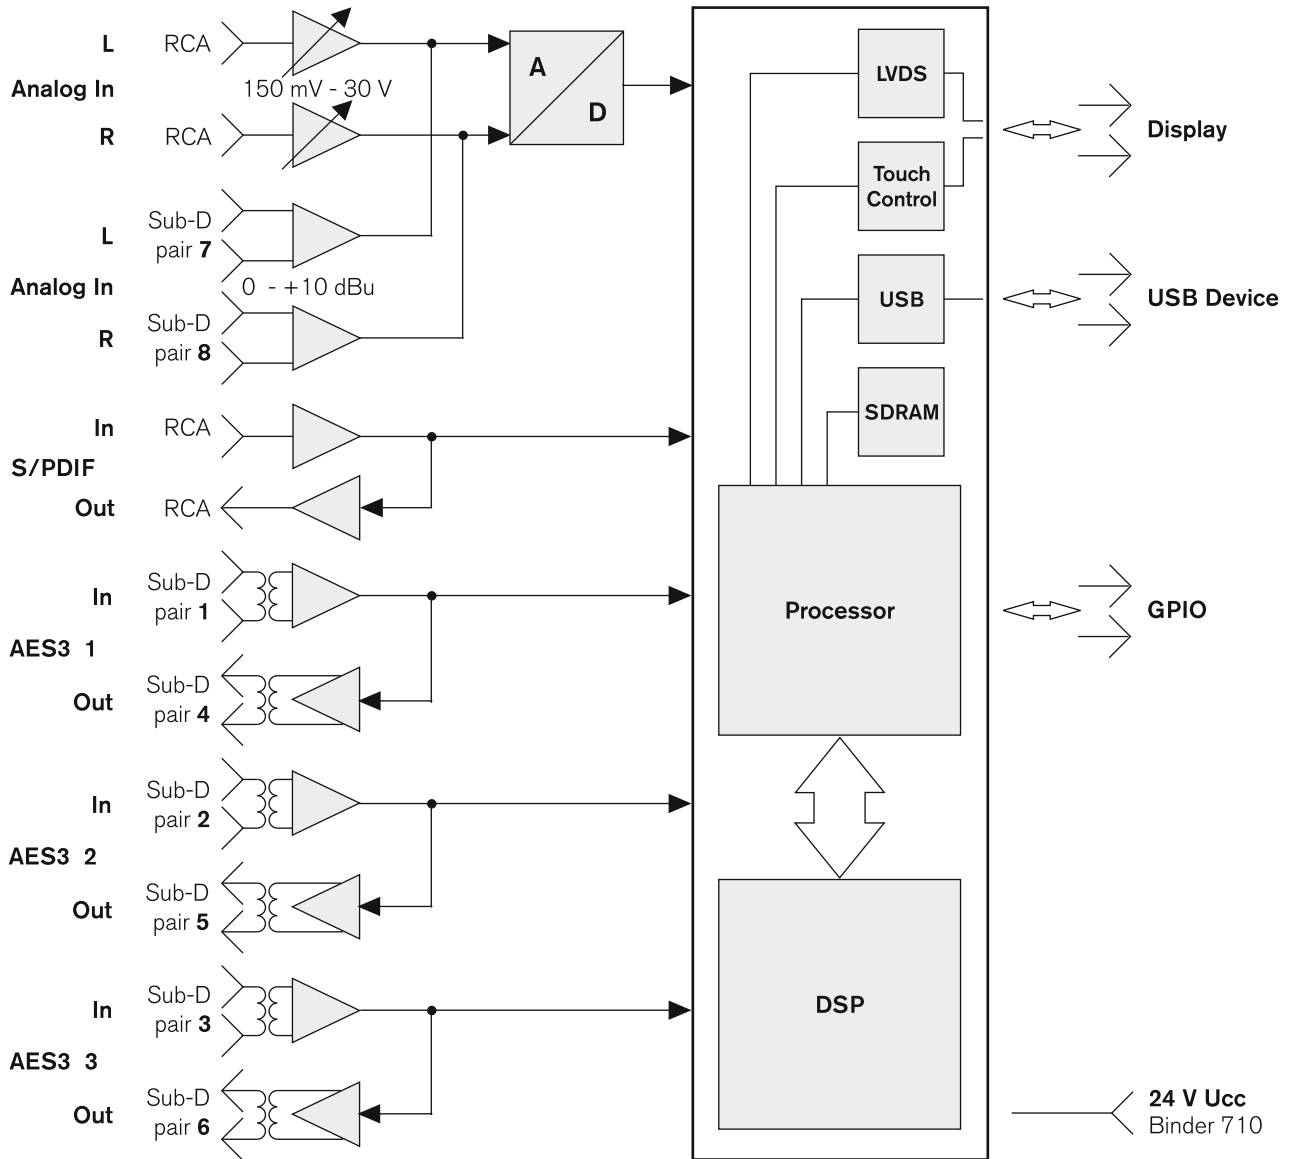 L RCA
150 mV - 30 V
Analog In
R RCA
A
D
L Sub-D
pair 7
Analog In
0 - +10 dBu
R Sub-D
pair 8
In RCA
S/PDIF
Out RCA
In Sub-D
pair 1
AES3 1
Out Sub-D
pair 4
In Sub-D
pair 2
AES3 2
Out Sub-D
pair 5
In Sub-D
pair 3
AES3 3
Out Sub-D
pair 6
LVDS
Touch
Control
USB
SDRAM
Processor
DSP
Display
USB Device
GPIO
24 V Ucc
Binder 710